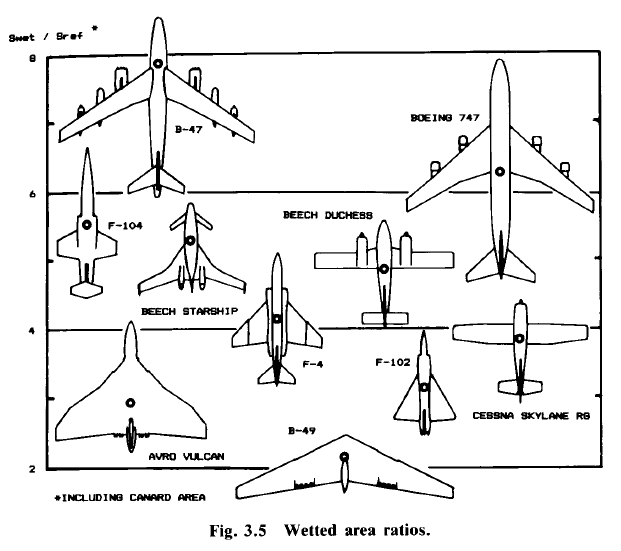 Swet / Sref *
8
B-47
BOEING 747
6
F-104
BEECH DUCHESS
BEECH STARSHIP
4
F-4
F-102
CESSNA SKYLANE RG
B-49
AVRO VULCAN
2
*INCLUDING CANARD AREA
Fig. 3.5 Wetted area ratios.